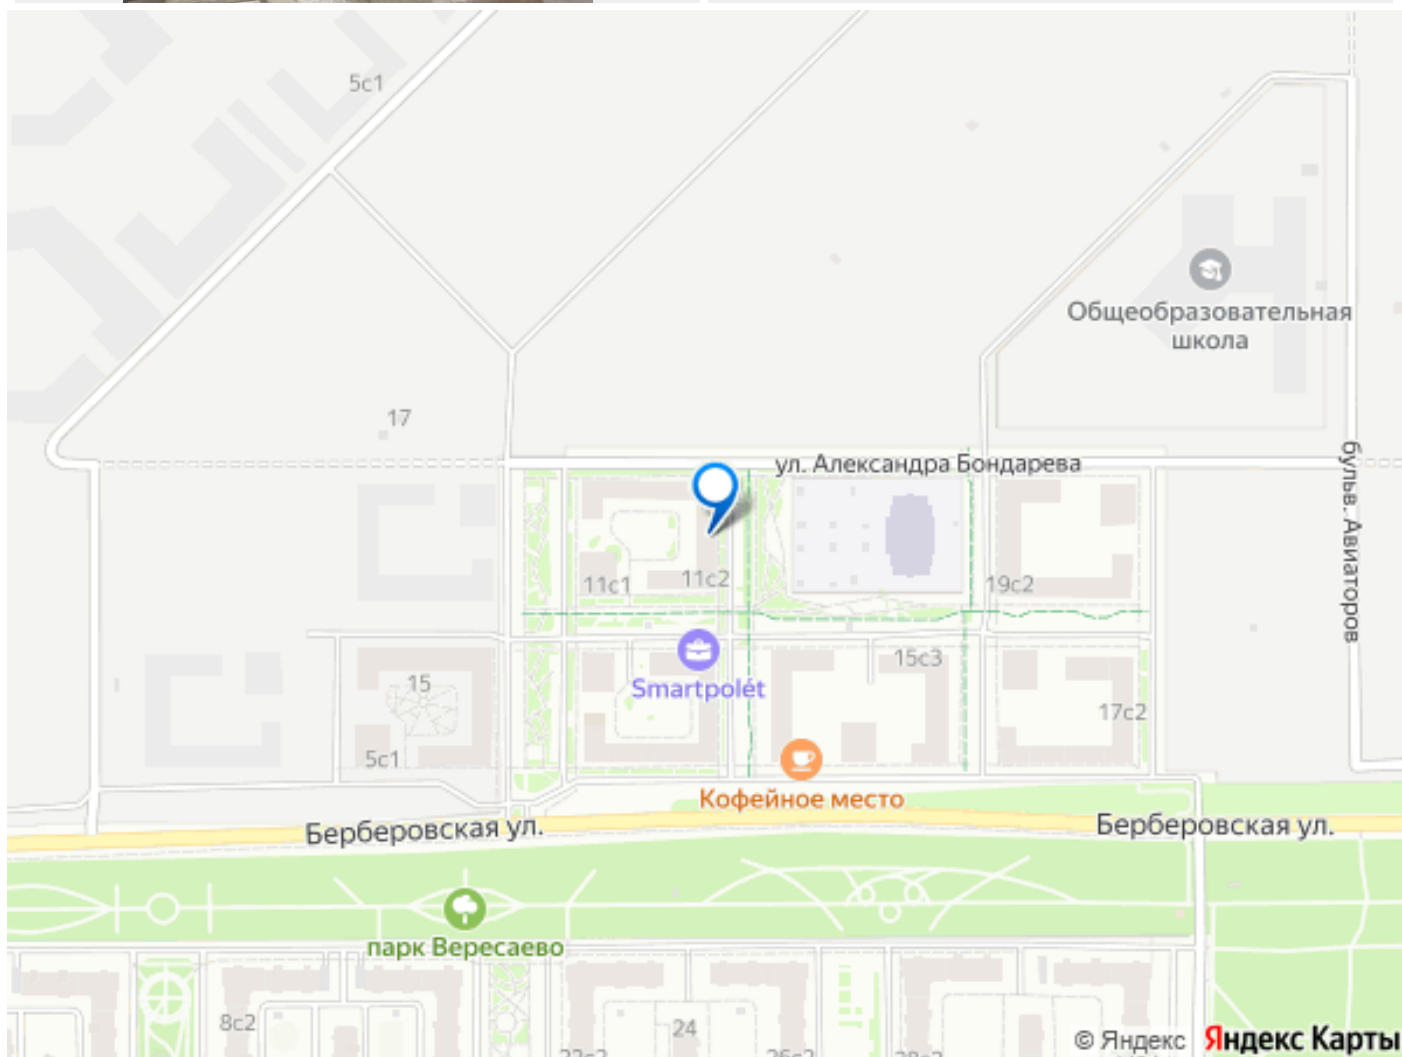 5с1
Общеобразовательная
школа
17
ул. Александра Бондарева
бульв. Авиаторов
11с1
11с2
19с2
15с3
Smartpolét
15
17с2
5с1
Кофейное место
Берберовская ул.
Берберовская ул.
парк Вересаево
8с2
24
© Яндекс
Яндекс Карты